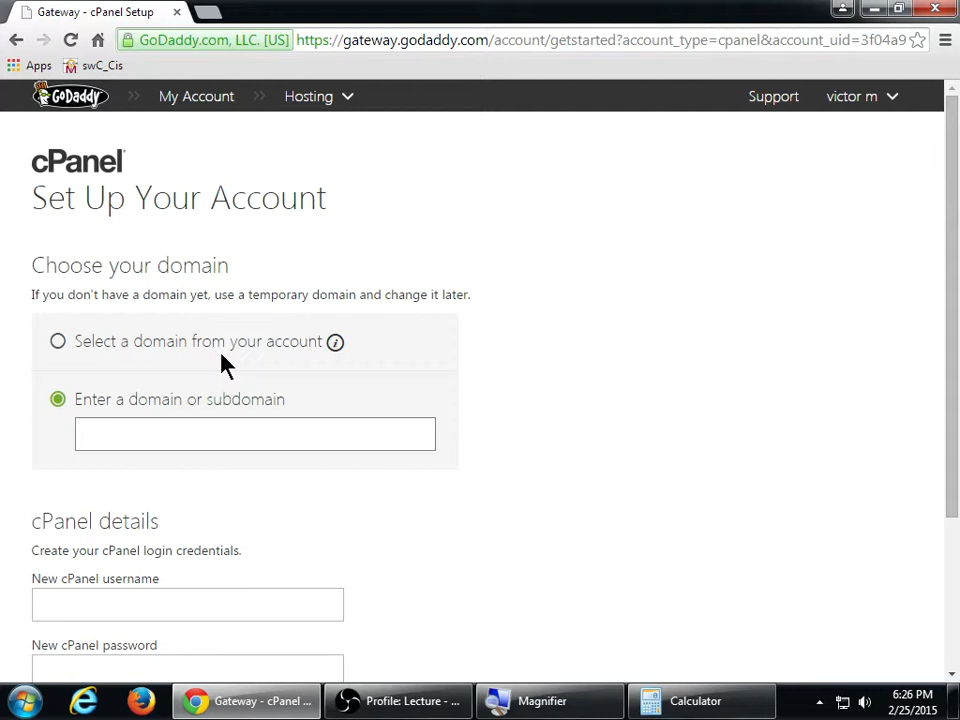 Gateway - cPanel Setup
GoDaddy.com, LLC. [US] https://gateway.godaddy.com/account/getstarted?account_type=cpanel&account_uid=3f04a9
Apps swC_Cis
GoDaddy My Account Hosting Support victor m
cPanel
Set Up Your Account
Choose your domain
If you don't have a domain yet, use a temporary domain and change it later.
Select a domain from your account i
Enter a domain or subdomain
cPanel details
Create your cPanel login credentials.
New cPanel username
New cPanel password
Gateway - cPanel ... Profile: Lecture - ... Magnifier Calculator 6:26 PM
2/25/2015